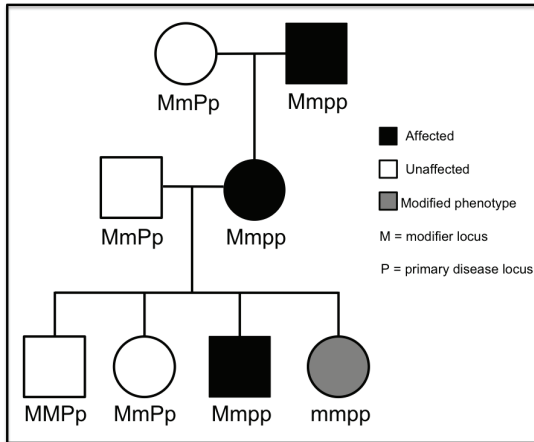 MmPp
Mmpp
Affected
Unaffected
Modified phenotype
M = modifier locus
P = primary disease locus
MmPp
Mmpp
MMPp
MmPp
Mmpp
mmpp